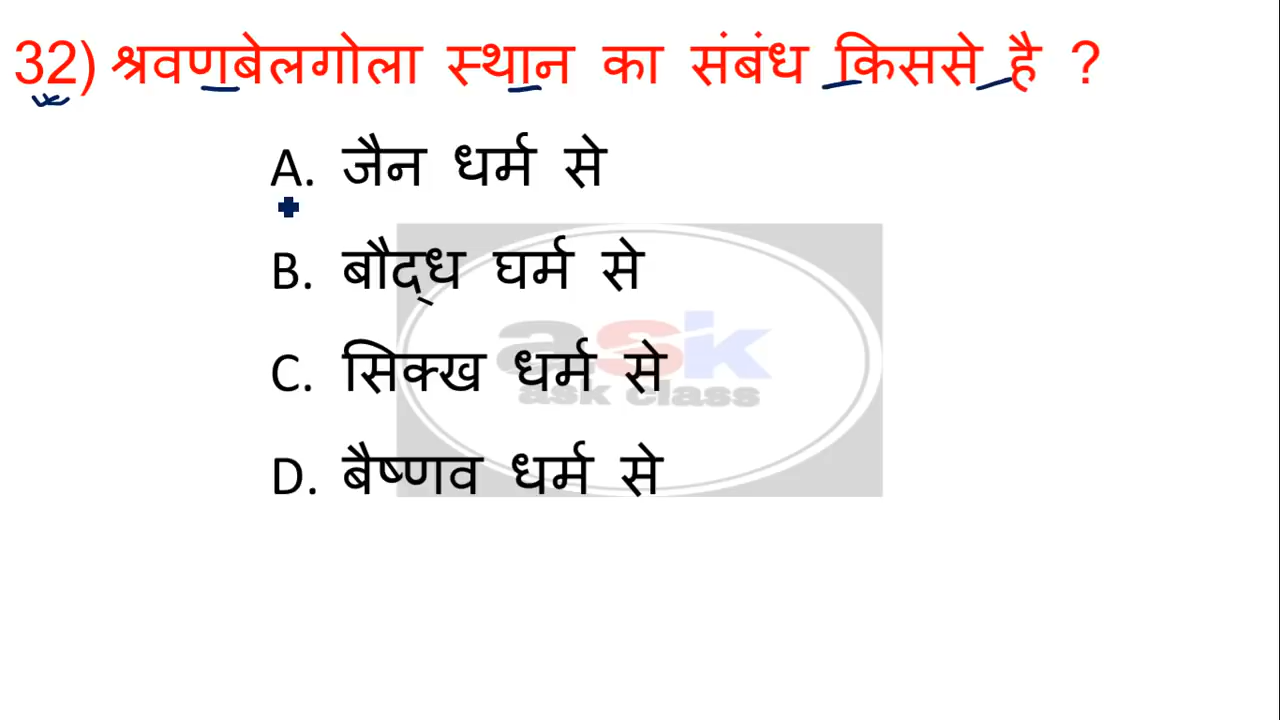 32) श्रवणबेलगोला स्थान का संबंध किससे है ?
A. जैन धर्म से
B. बौद्ध घर्म से
C. सिक्ख धर्म से
D. बैष्णव धर्म से
ask
ask class